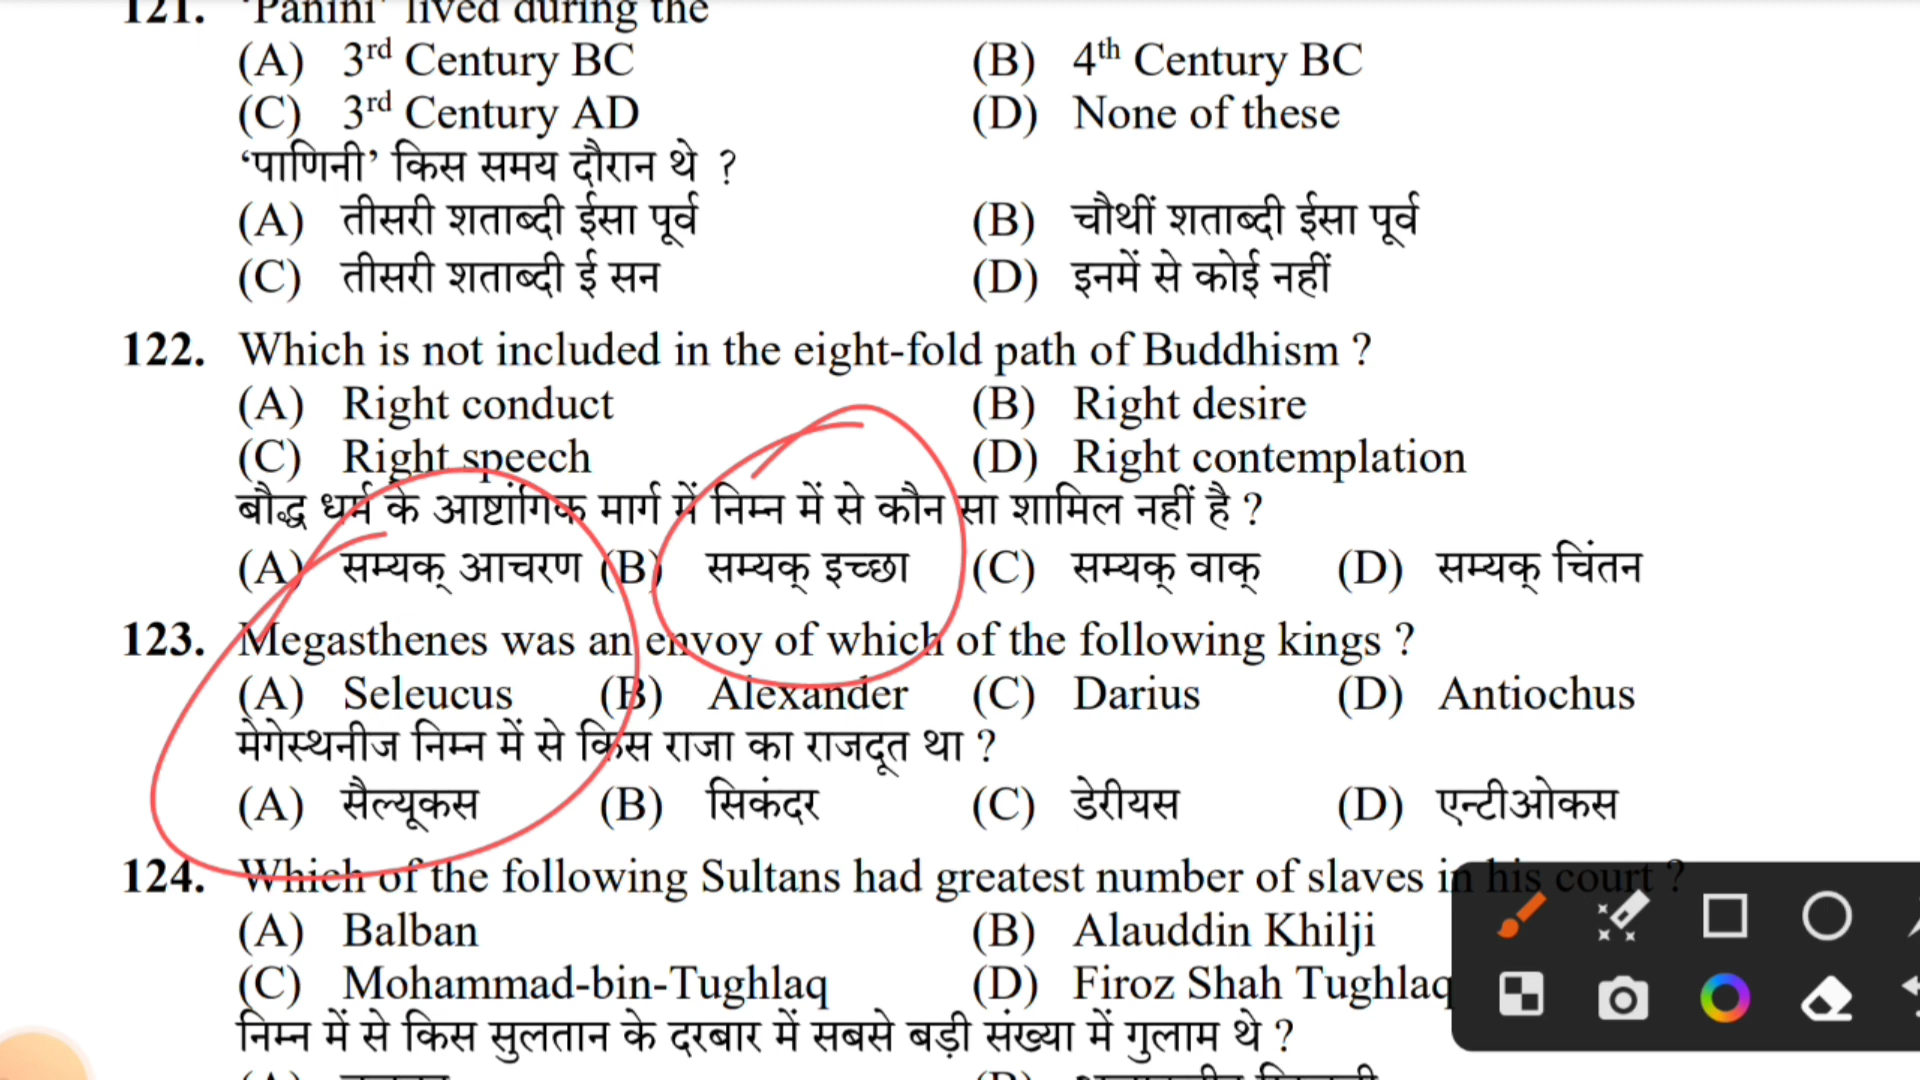 121. ‘Panini’ lived during the
(A) 3rd Century BC (B) 4th Century BC
(C) 3rd Century AD (D) None of these
‘पाणिनी’ किस समय दौरान थे ?
(A) तीसरी शताब्दी ईसा पूर्व (B) चौथीं शताब्दी ईसा पूर्व
(C) तीसरी शताब्दी ई सन (D) इनमें से कोई नहीं
122. Which is not included in the eight-fold path of Buddhism ?
(A) Right conduct (B) Right desire
(C) Right speech (D) Right contemplation
बौद्ध धर्म के आष्टांगिक मार्ग में निम्न में से कौन सा शामिल नहीं है ?
(A) सम्यक् आचरण (B) सम्यक् इच्छा (C) सम्यक् वाक् (D) सम्यक् चिंतन
123. Megasthenes was an envoy of which of the following kings ?
(A) Seleucus (B) Alexander (C) Darius (D) Antiochus
मेगेस्थनीज निम्न में से किस राजा का राजदूत था ?
(A) सैल्यूकस (B) सिकंदर (C) डेरीयस (D) एन्टीओकस
124. Which of the following Sultans had greatest number of slaves in his court ?
(A) Balban (B) Alauddin Khilji
(C) Mohammad-bin-Tughlaq (D) Firoz Shah Tughlaq
निम्न में से किस सुलतान के दरबार में सबसे बड़ी संख्या में गुलाम थे ?